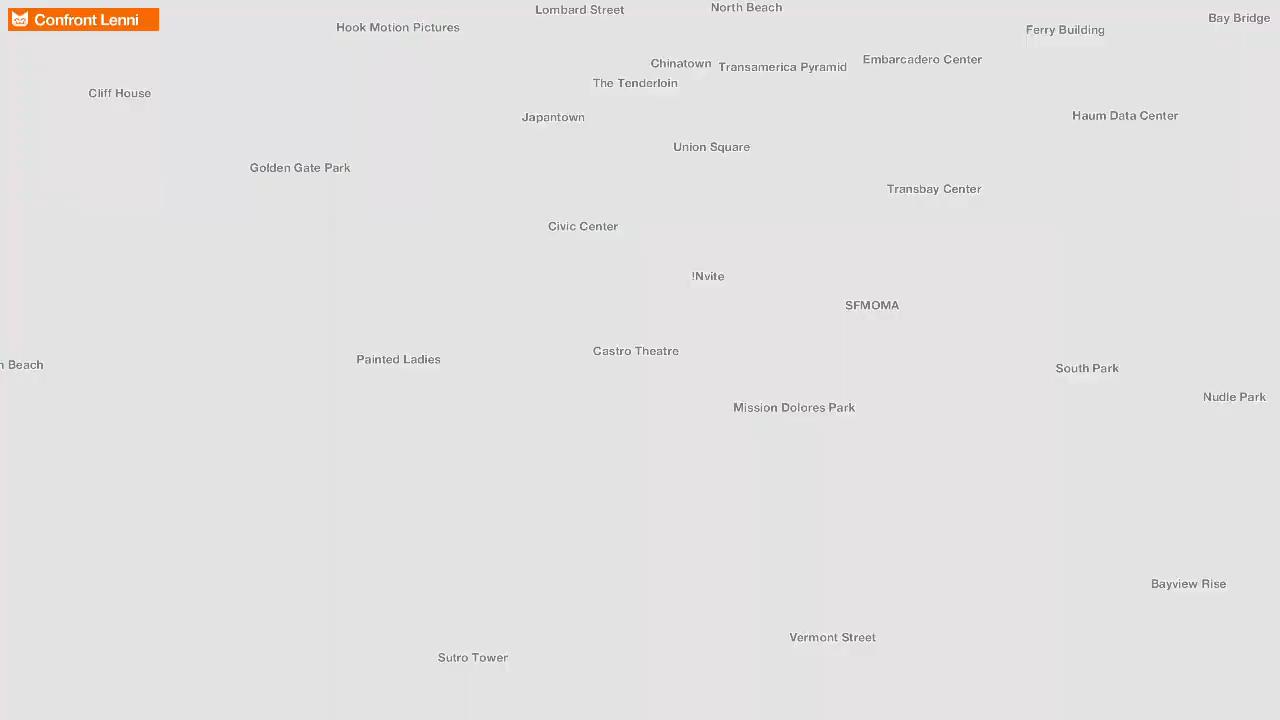 Confront Lenni
Lombard Street
North Beach
Bay Bridge
Hook Motion Pictures
Ferry Building
Chinatown
Transamerica Pyramid
Embarcadero Center
The Tenderloin
Cliff House
Japantown
Haum Data Center
Union Square
Golden Gate Park
Transbay Center
Civic Center
!Nvite
SFMOMA
Castro Theatre
Painted Ladies
Beach
South Park
Nudle Park
Mission Dolores Park
Bayview Rise
Vermont Street
Sutro Tower